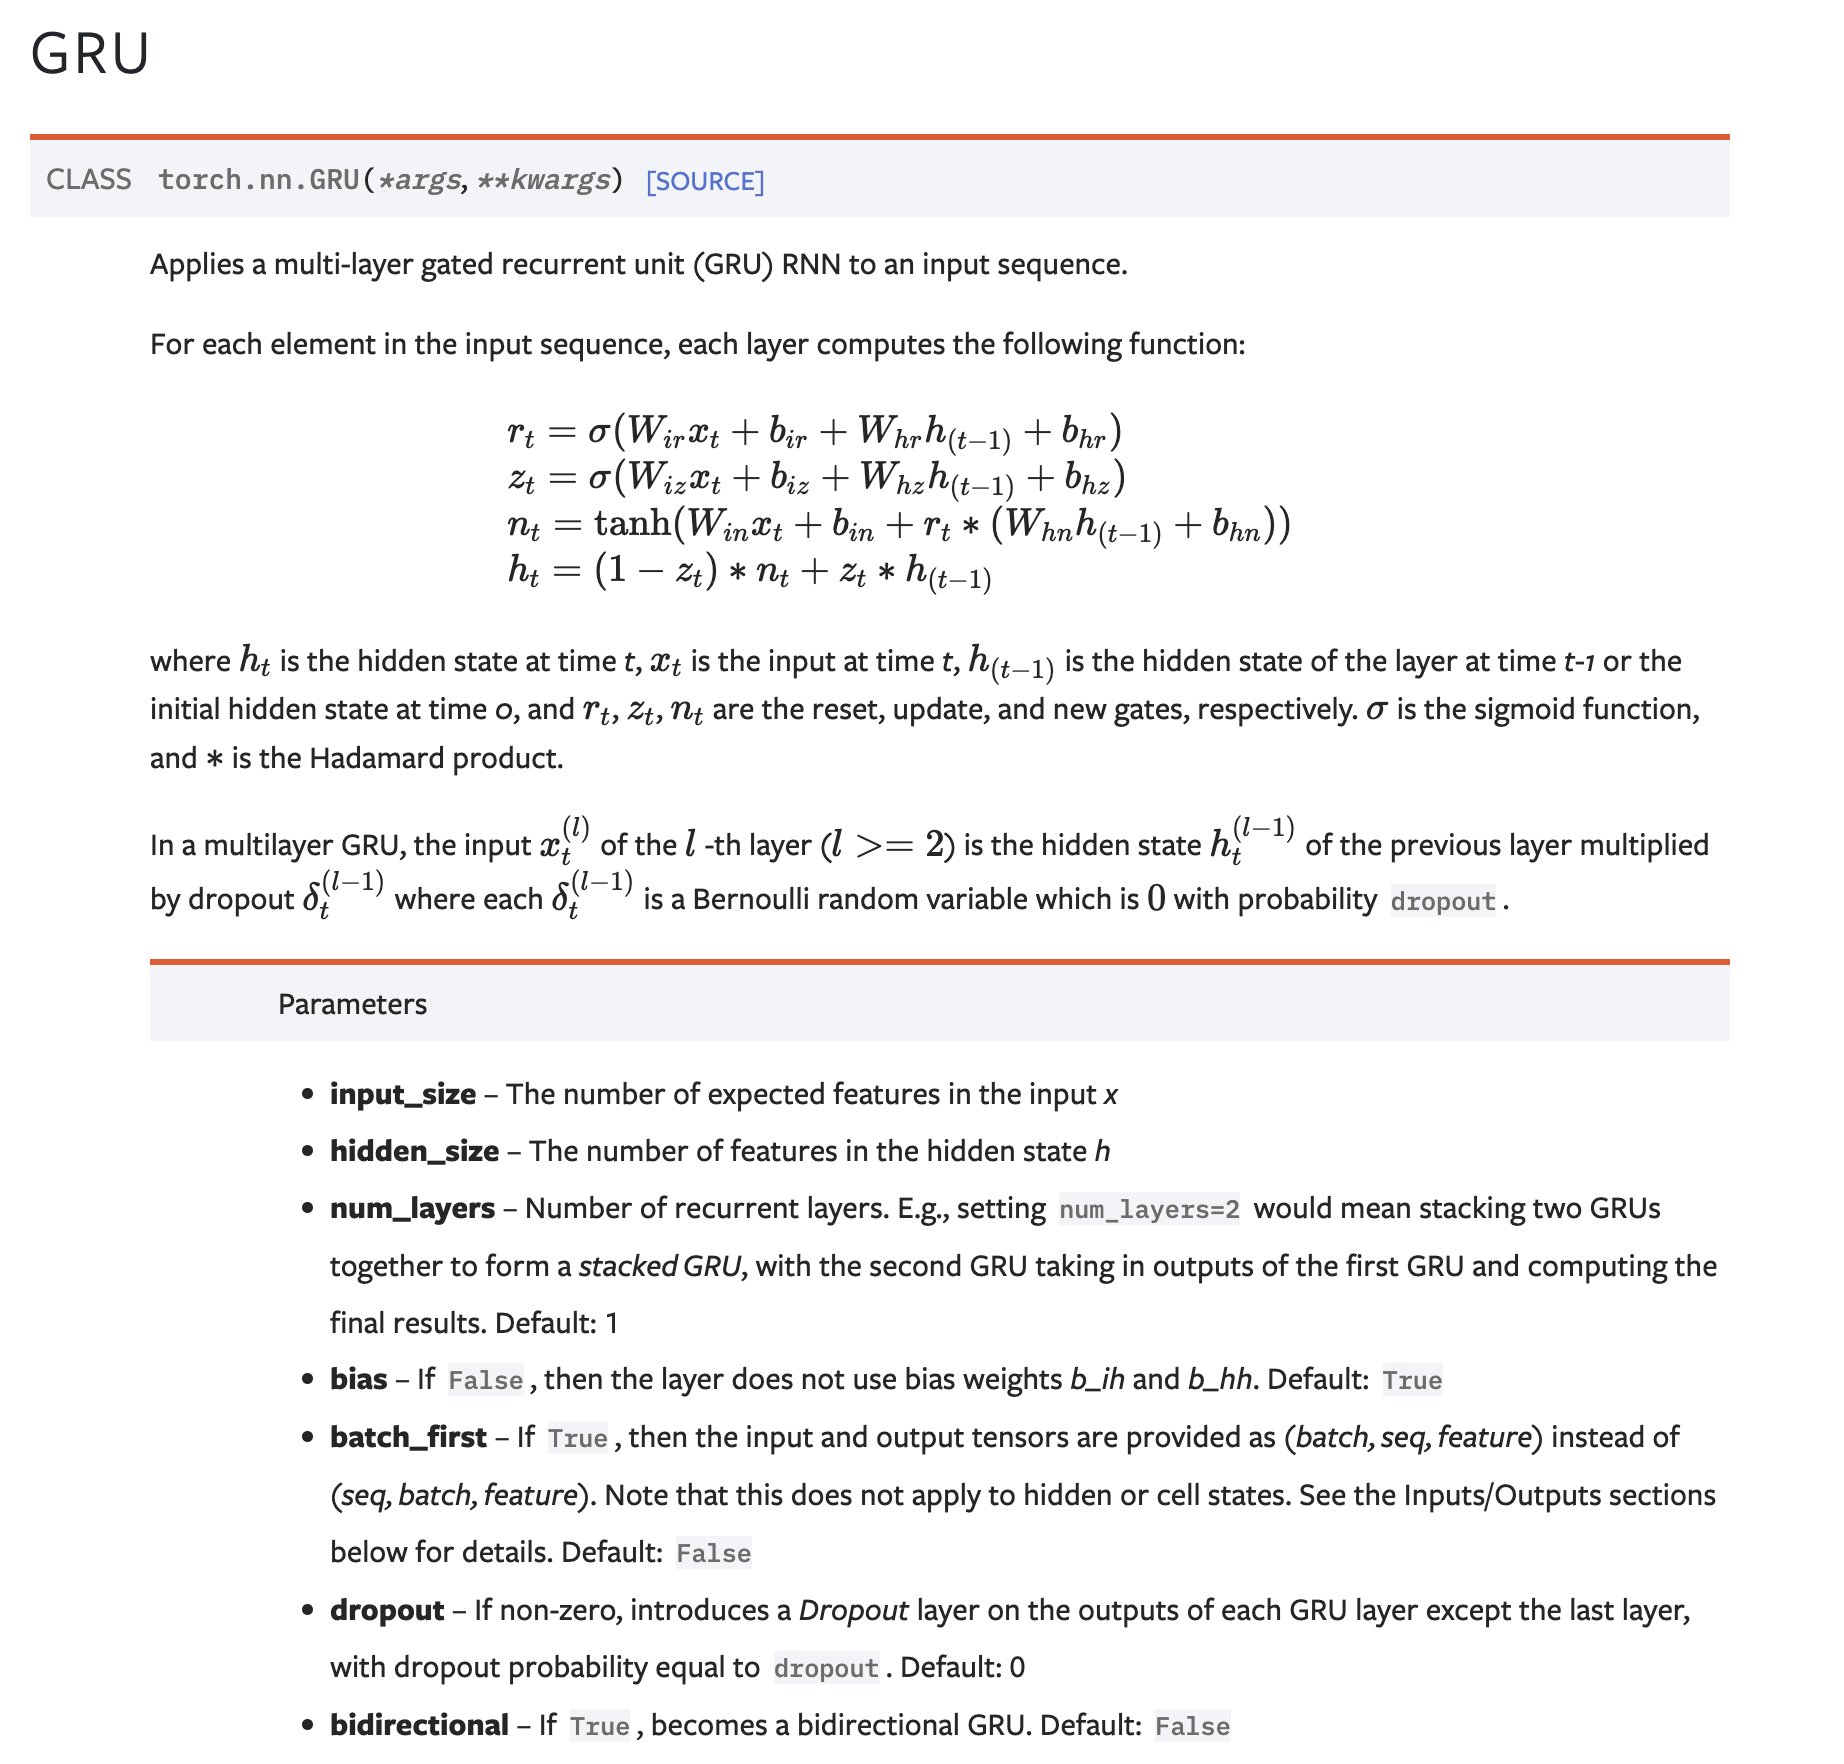 GRU
CLASS torch.nn.GRU(*args, **kwargs) [SOURCE]
Applies a multi-layer gated recurrent unit (GRU) RNN to an input sequence.
For each element in the input sequence, each layer computes the following function:
r_t = σ(W_{ir}x_t + b_{ir} + W_{hr}h_{(t−1)} + b_{hr})
z_t = σ(W_{iz}x_t + b_{iz} + W_{hz}h_{(t−1)} + b_{hz})
n_t = tanh(W_{in}x_t + b_{in} + r_t * (W_{hn}h_{(t−1)} + b_{hn}))
h_t = (1 − z_t) * n_t + z_t * h_{(t−1)}
where h_t is the hidden state at time t, x_t is the input at time t, h_{(t−1)} is the hidden state of the layer at time t-1 or the
initial hidden state at time 0, and r_t, z_t, n_t are the reset, update, and new gates, respectively. σ is the sigmoid function,
and * is the Hadamard product.
In a multilayer GRU, the input x_t^{(l)} of the l -th layer (l >= 2) is the hidden state h_t^{(l−1)} of the previous layer multiplied
by dropout δ_t^{(l−1)} where each δ_t^{(l−1)} is a Bernoulli random variable which is 0 with probability dropout .
Parameters
• input_size – The number of expected features in the input x
• hidden_size – The number of features in the hidden state h
• num_layers – Number of recurrent layers. E.g., setting num_layers=2 would mean stacking two GRUs
together to form a stacked GRU, with the second GRU taking in outputs of the first GRU and computing the
final results. Default: 1
• bias – If False , then the layer does not use bias weights b_ih and b_hh. Default: True
• batch_first – If True , then the input and output tensors are provided as (batch, seq, feature) instead of
(seq, batch, feature). Note that this does not apply to hidden or cell states. See the Inputs/Outputs sections
below for details. Default: False
• dropout – If non-zero, introduces a Dropout layer on the outputs of each GRU layer except the last layer,
with dropout probability equal to dropout . Default: 0
• bidirectional – If True , becomes a bidirectional GRU. Default: False